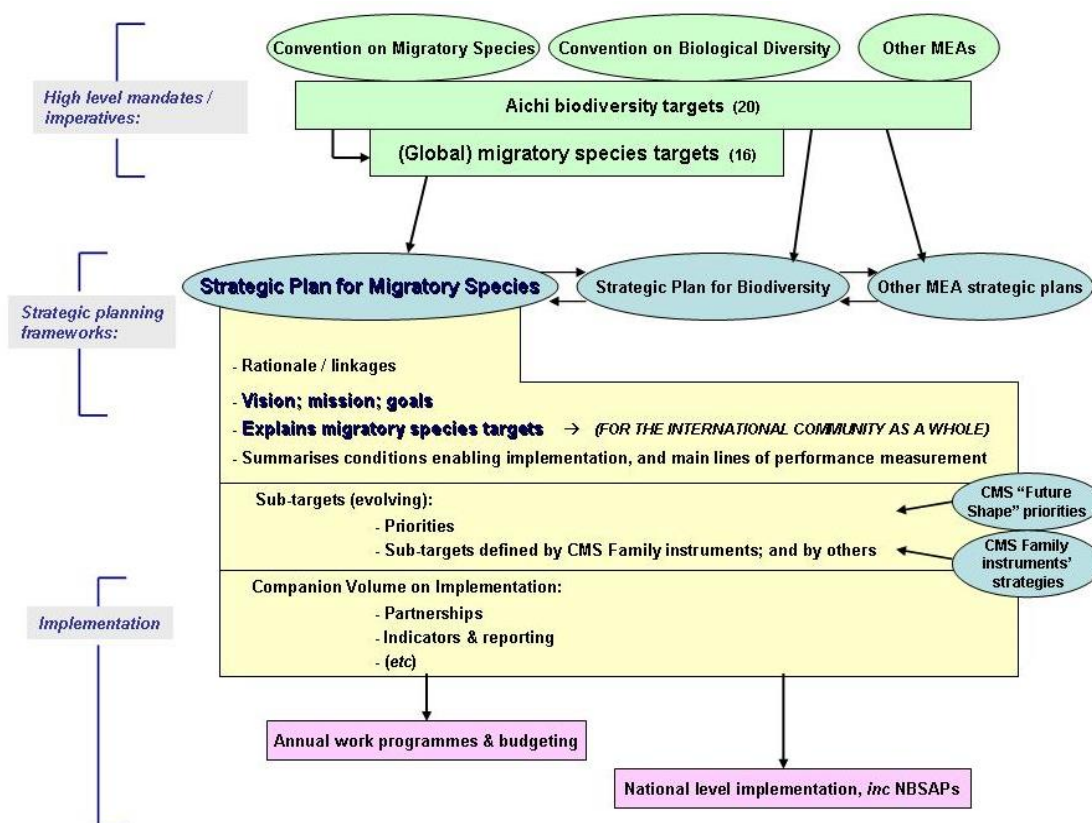 Convention on Migratory Species
Convention on Biological Diversity
Other MEAs
High level mandates /
imperatives:
Aichi biodiversity targets (20)
(Global) migratory species targets (16)
Strategic planning
frameworks:
Strategic Plan for Migratory Species
Strategic Plan for Biodiversity
Other MEA strategic plans
- Rationale / linkages
- Vision; mission; goals
- Explains migratory species targets → (FOR THE INTERNATIONAL COMMUNITY AS A WHOLE)
- Summarises conditions enabling implementation, and main lines of performance measurement
Sub-targets (evolving):
- Priorities
- Sub-targets defined by CMS Family instruments; and by others
CMS “Future
Shape” priorities
CMS Family
instruments’
strategies
Implementation
Companion Volume on Implementation:
- Partnerships
- Indicators & reporting
- (etc)
Annual work programmes & budgeting
National level implementation, inc NBSAPs